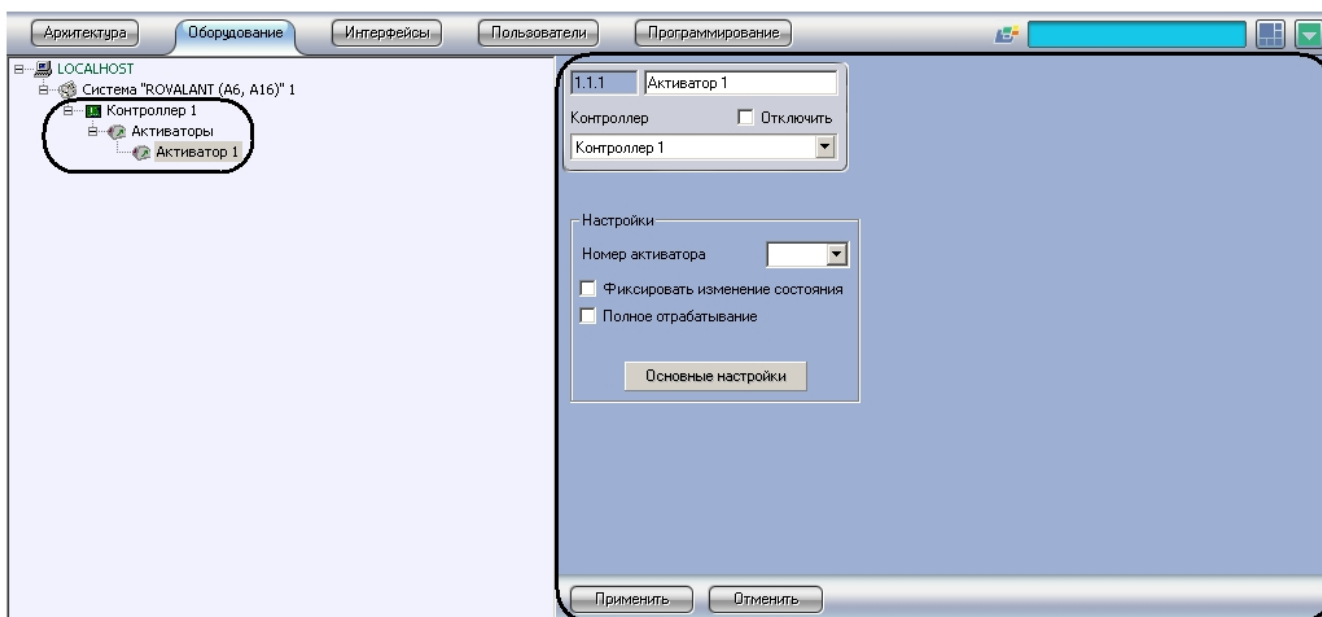 Архитектура
Оборудование
Интерфейсы
Пользователи
Программирование
LOCALHOST
Система "ROVALANT (A6, A16)" 1
Контроллер 1
Активаторы
Активатор 1
1.1.1
Активатор 1
Контроллер
Отключить
Контроллер 1
Настройки
Номер активатора
Фиксировать изменение состояния
Полное отрабатывание
Основные настройки
Применить
Отменить